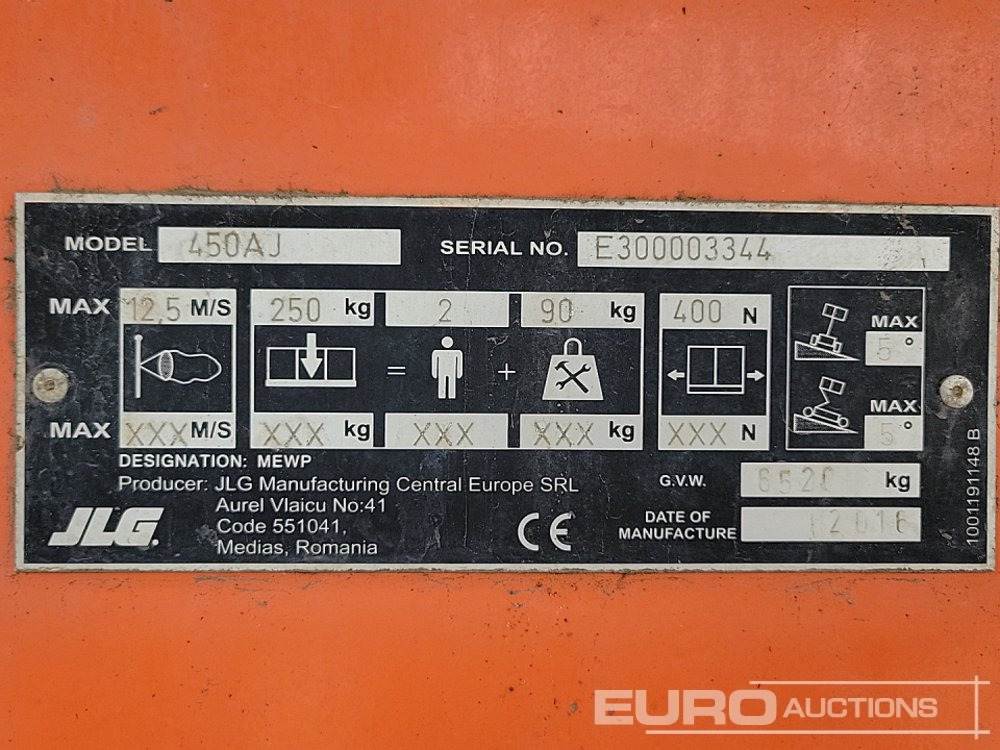 MODEL 450AJ SERIAL NO. E300003344
MAX 12,5 M/S 250 kg 2 90 kg 400 N
MAX 5°
= +
MAX 5°
MAX XXX M/S XXX kg XXX XXX kg XXX N
DESIGNATION: MEWP
Producer: JLG Manufacturing Central Europe SRL
Aurel Vlaicu No:41
Code 551041,
Medias, Romania
JLG.
CE
G.V.W. 6520 kg
DATE OF
MANUFACTURE 2016
1001191148 B
EURO AUCTIONS